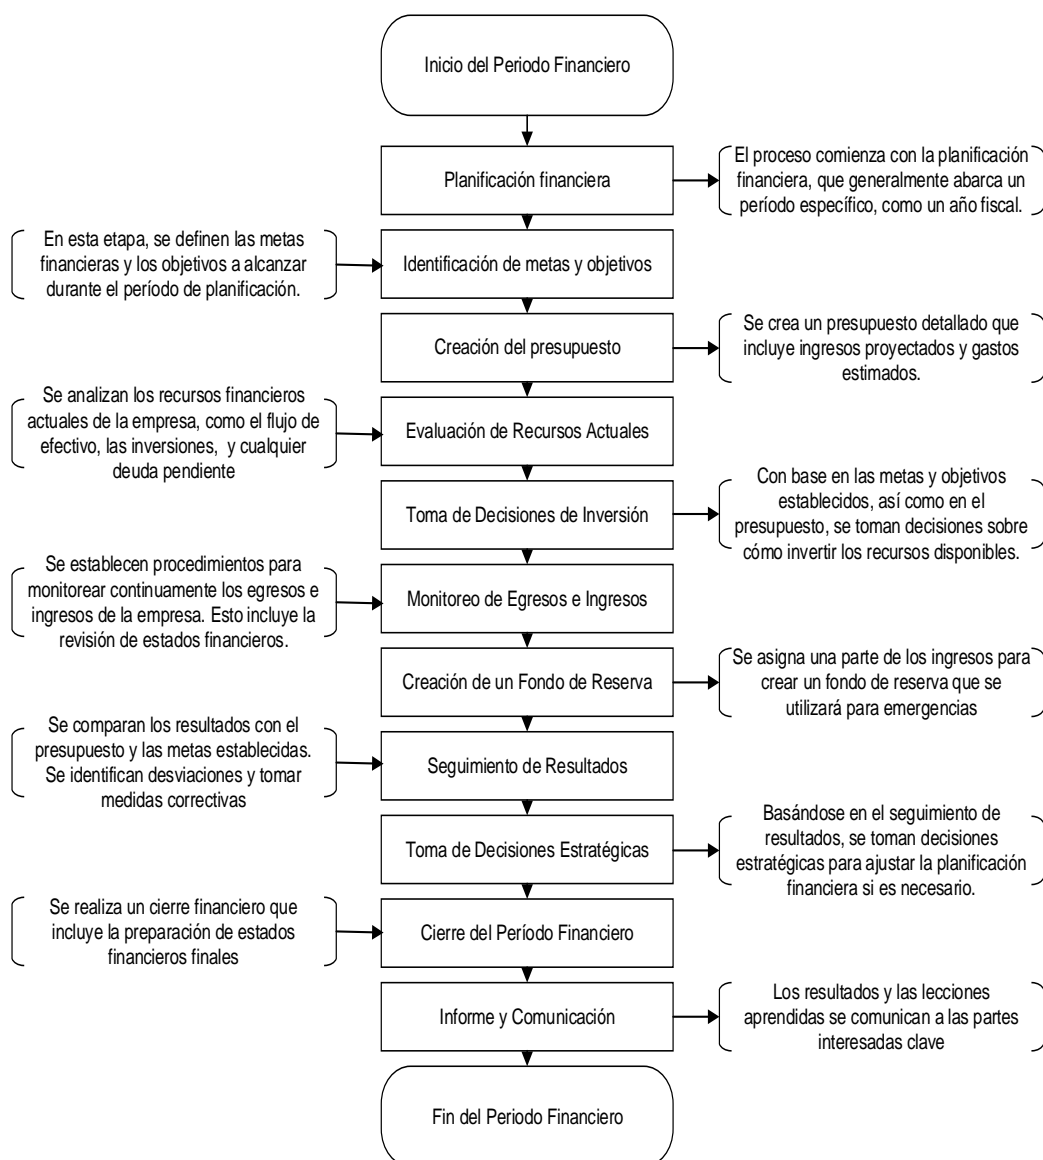 Inicio del Periodo Financiero
Planificación financiera
El proceso comienza con la planificación
financiera, que generalmente abarca un
período específico, como un año fiscal.
En esta etapa, se definen las metas
financieras y los objetivos a alcanzar
durante el período de planificación.
Identificación de metas y objetivos
Creación del presupuesto
Se crea un presupuesto detallado que
incluye ingresos proyectados y gastos
estimados.
Se analizan los recursos financieros
actuales de la empresa, como el flujo de
efectivo, las inversiones, y cualquier
deuda pendiente
Evaluación de Recursos Actuales
Toma de Decisiones de Inversión
Con base en las metas y objetivos
establecidos, así como en el
presupuesto, se toman decisiones sobre
cómo invertir los recursos disponibles.
Se establecen procedimientos para
monitorear continuamente los egresos e
ingresos de la empresa. Esto incluye la
revisión de estados financieros.
Monitoreo de Egresos e Ingresos
Creación de un Fondo de Reserva
Se asigna una parte de los ingresos para
crear un fondo de reserva que se
utilizará para emergencias
Se comparan los resultados con el
presupuesto y las metas establecidas.
Se identifican desviaciones y tomar
medidas correctivas
Seguimiento de Resultados
Toma de Decisiones Estratégicas
Basándose en el seguimiento de
resultados, se toman decisiones
estratégicas para ajustar la planificación
financiera si es necesario.
Se realiza un cierre financiero que
incluye la preparación de estados
financieros finales
Cierre del Período Financiero
Informe y Comunicación
Los resultados y las lecciones
aprendidas se comunican a las partes
interesadas clave
Fin del Periodo Financiero